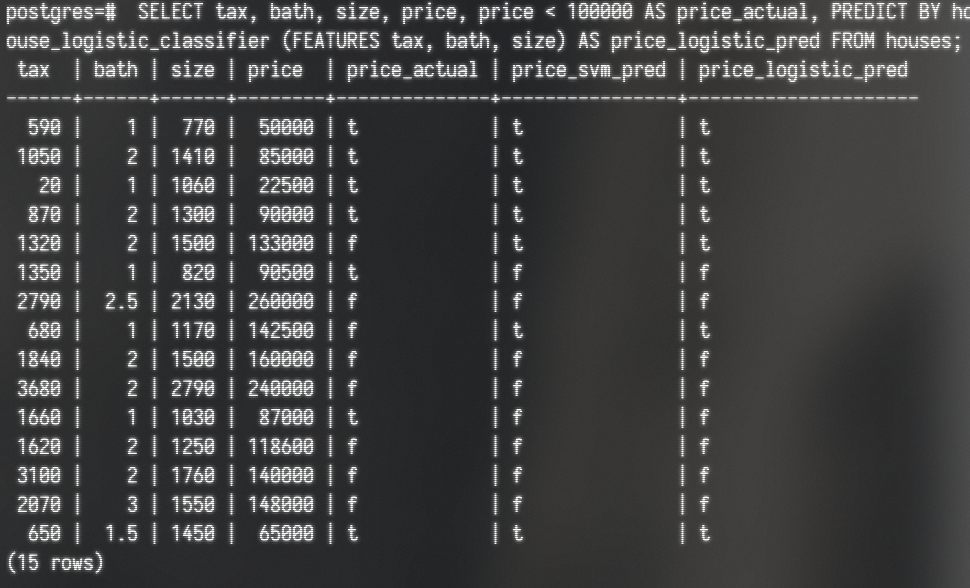 postgres=#  SELECT tax, bath, size, price, price < 100000 AS price_actual, PREDICT BY
ouse_logistic_classifier (FEATURES tax, bath, size) AS price_logistic_pred FROM houses;
 tax  | bath | size | price  | price_actual | price_svm_pred | price_logistic_pred
------+------+------+--------+--------------+----------------+---------------------
  590 |    1 |  770 |  50000 | t            | t              | t
 1050 |    2 | 1410 |  85000 | t            | t              | t
   20 |    1 | 1060 |  22500 | t            | t              | t
  870 |    2 | 1300 |  90000 | t            | t              | t
 1320 |    2 | 1500 | 133000 | f            | t              | t
 1350 |    1 |  820 |  90500 | t            | f              | f
 2790 |  2.5 | 2130 | 260000 | f            | f              | f
  680 |    1 | 1170 | 142500 | f            | t              | t
 1840 |    2 | 1500 | 160000 | f            | f              | f
 3680 |    2 | 2790 | 240000 | f            | f              | f
 1660 |    1 | 1030 |  87000 | t            | f              | f
 1620 |    2 | 1250 | 118600 | f            | f              | f
 3100 |    2 | 1760 | 140000 | f            | f              | f
 2070 |    3 | 1550 | 148000 | f            | f              | f
  650 |  1.5 | 1450 |  65000 | t            | t              | t
(15 rows)